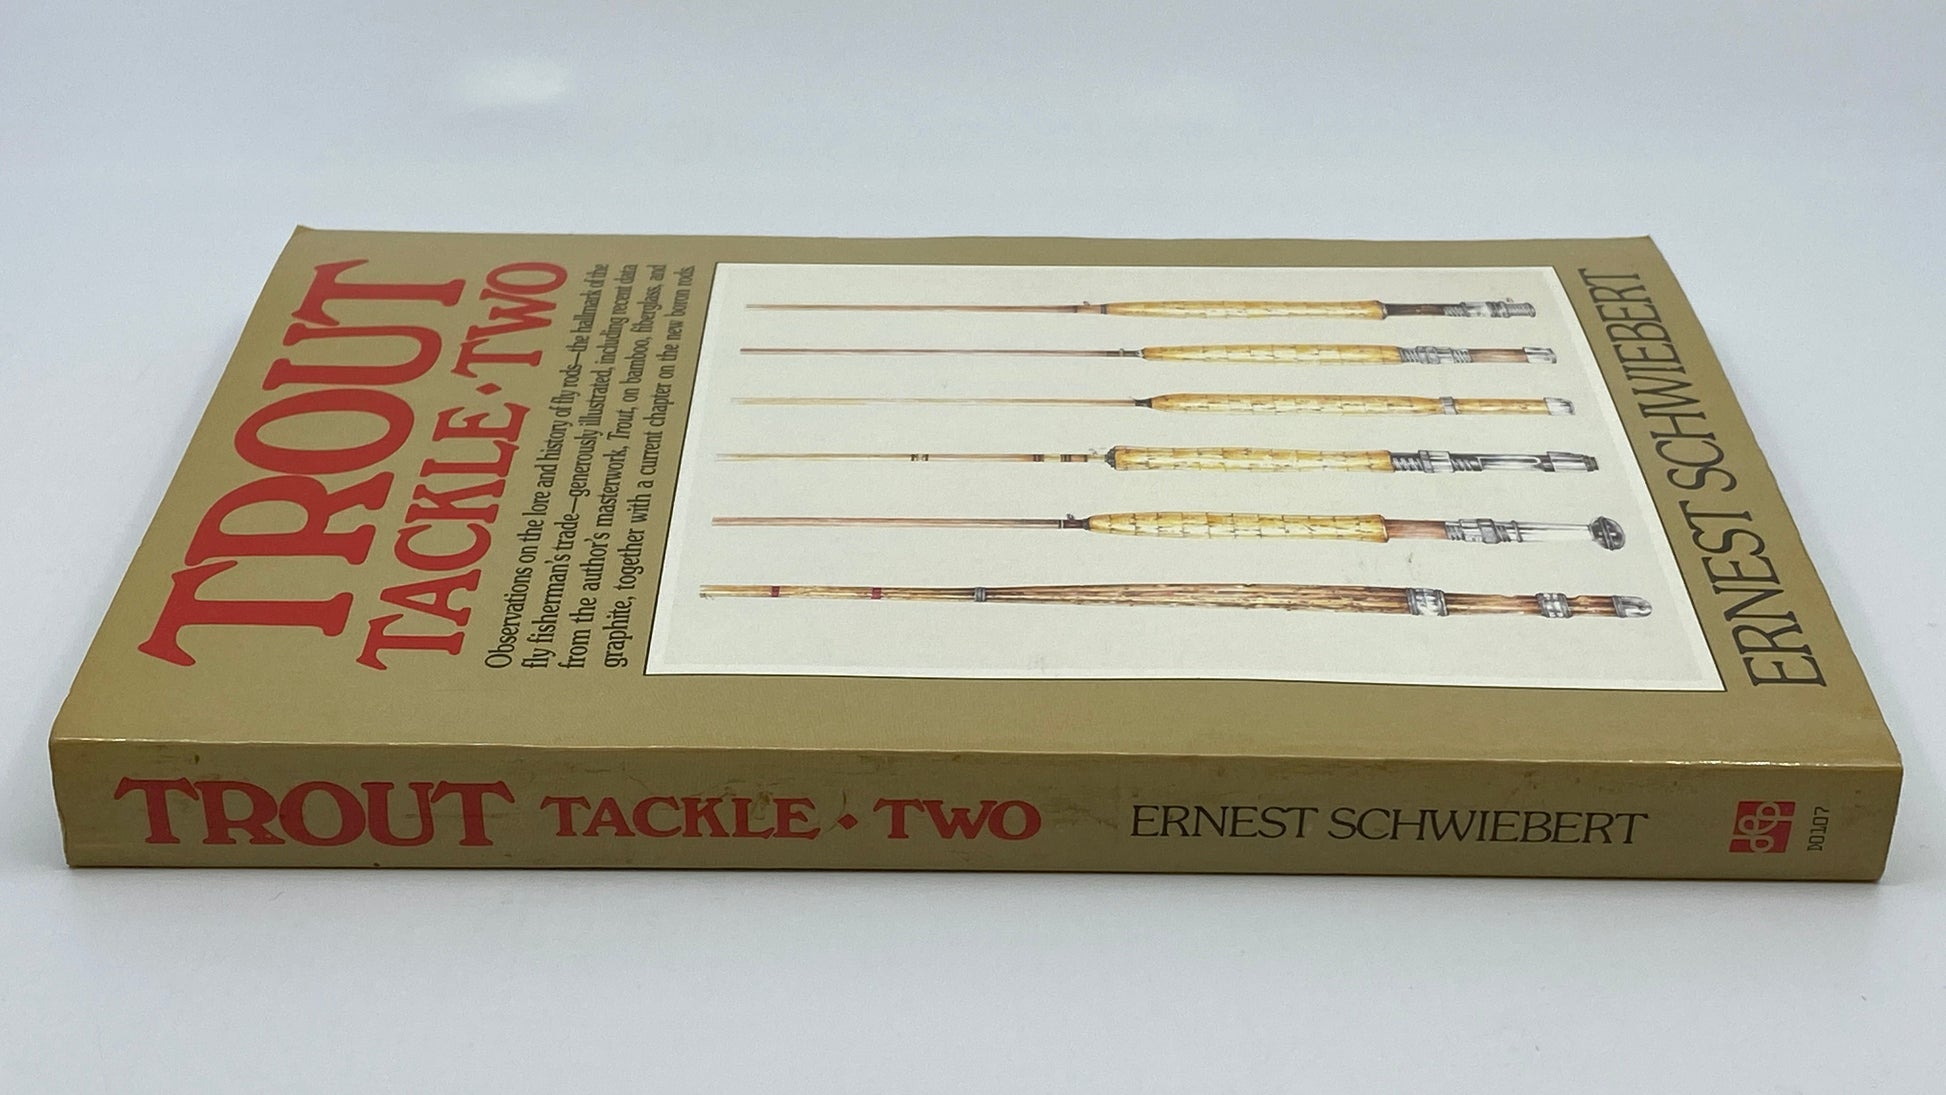 TROUT
TACKLE·TWO
Observations on the lore and history of fly rods—the hallmark of the
fly fisherman's trade—generously illustrated, including recent data
from the author's masterwork, Trout, on bamboo, fiberglass, and
graphite, together with a current chapter on the new boron rods
ERNEST SCHWIEBERT
TROUT TACKLE·TWO ERNEST SCHWIEBERT